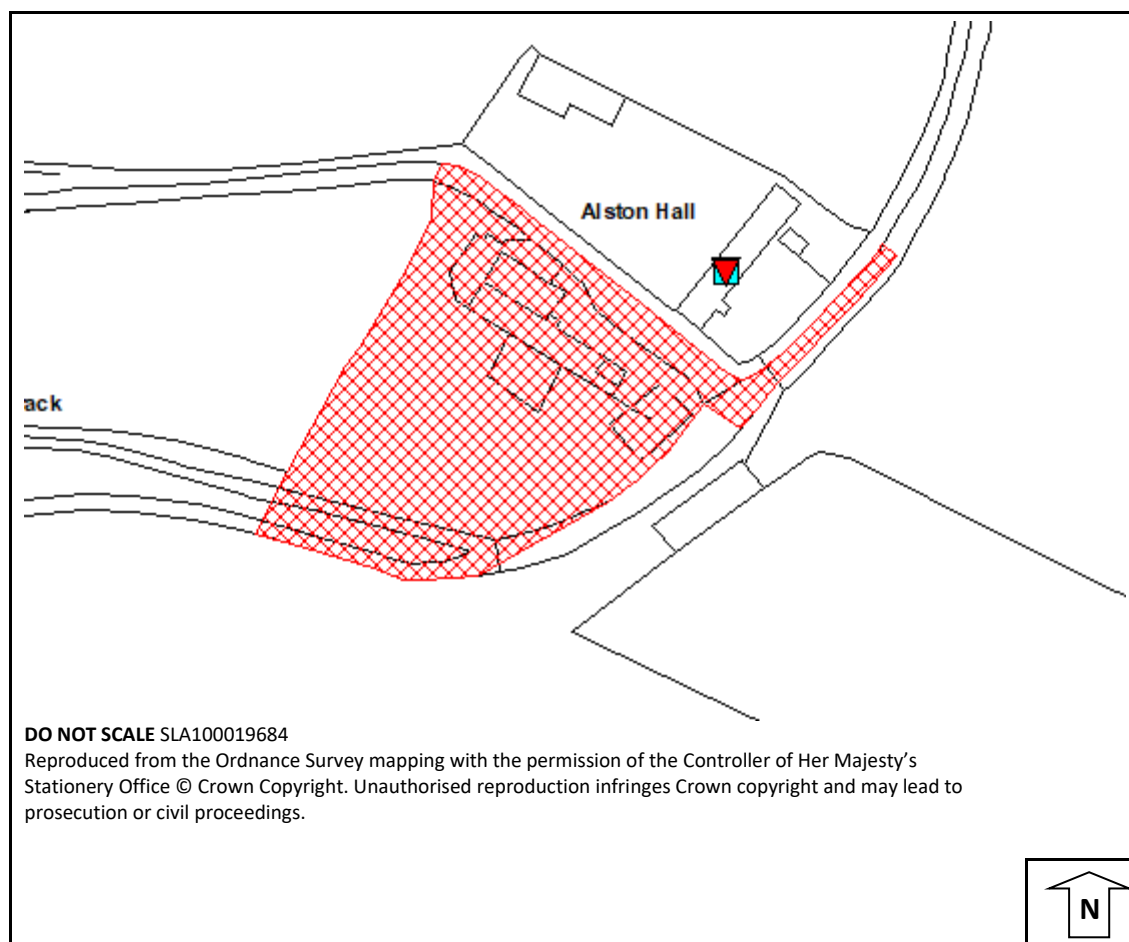 Alston Hall
ack
DO NOT SCALE SLA100019684
Reproduced from the Ordnance Survey mapping with the permission of the Controller of Her Majesty’s
Stationery Office © Crown Copyright. Unauthorised reproduction infringes Crown copyright and may lead to
prosecution or civil proceedings.
N